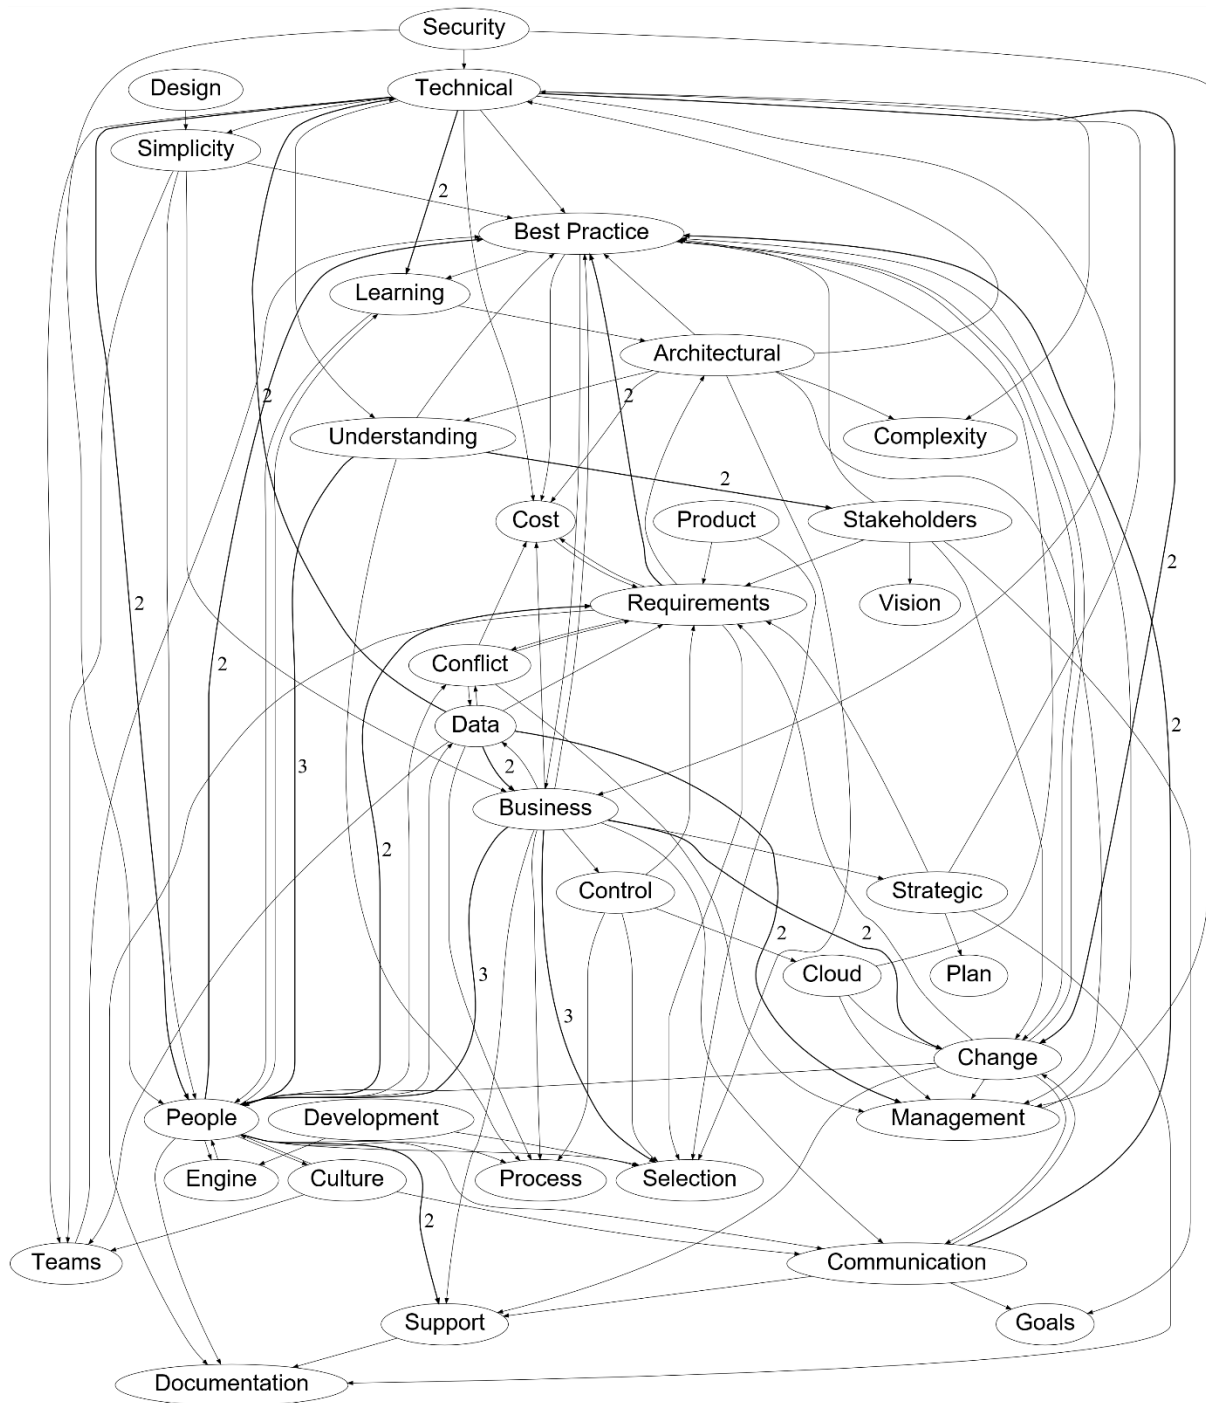 Security
Design
Technical
Simplicity
2
Best Practice
Learning
Architectural
2
2
Understanding
Complexity
2
Cost
Product
Stakeholders
2
Requirements
Vision
2
2
Conflict
Data
2
3
2
Business
2
Control
Strategic
2
2
Cloud
Plan
3
3
Change
People
Development
Management
Engine
Culture
Process
Selection
2
Teams
Communication
Support
Goals
Documentation